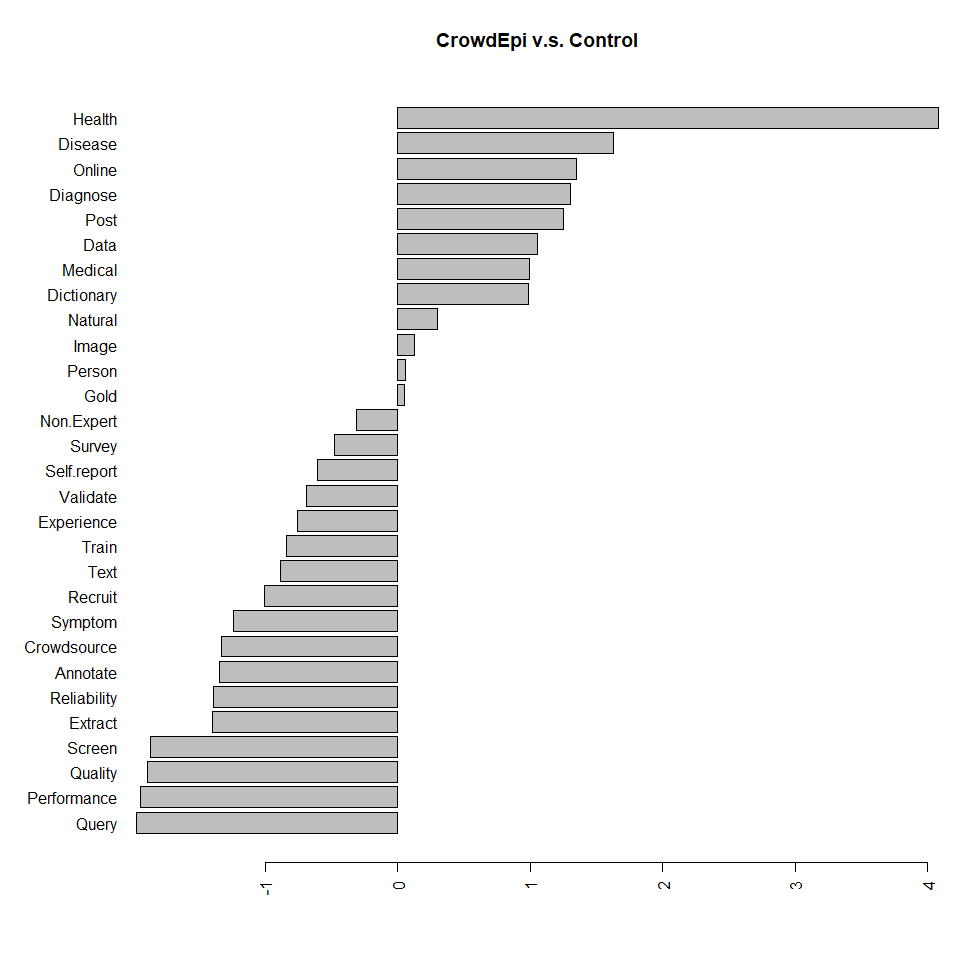 CrowdEpi v.s. Control
Health
Disease
Online
Diagnose
Post
Data
Medical
Dictionary
Natural
Image
Person
Gold
Non.Expert
Survey
Self.report
Validate
Experience
Train
Text
Recruit
Symptom
Crowdsource
Annotate
Reliability
Extract
Screen
Quality
Performance
Query
-1
0
1
2
3
4